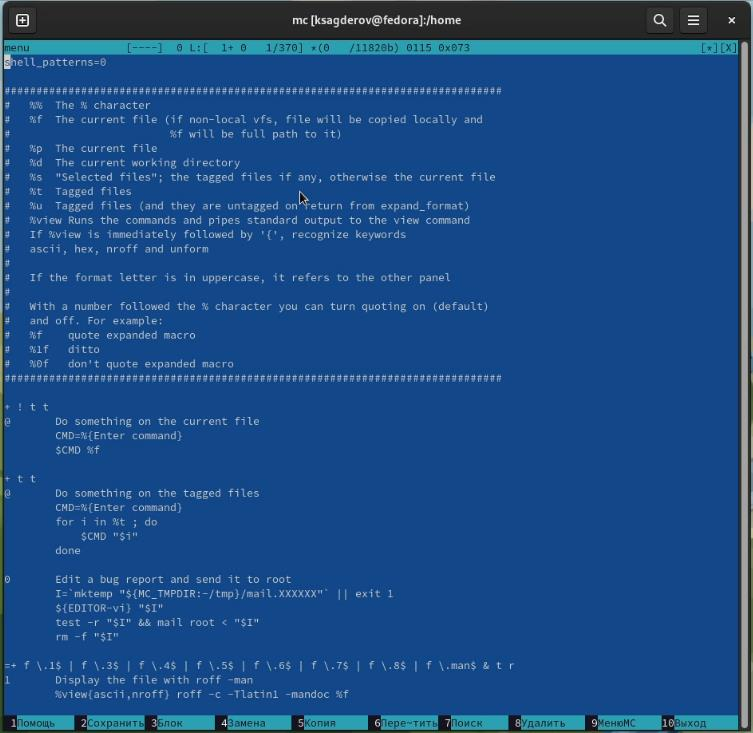 mc [ksagderov@fedora]:/home
menu               [----]  0 L:[  1+ 0   1/370] *(0   /11820b) 0115 0x073                                     [*][X]
shell_patterns=0
###############################################################################
#   %%  The % character
#   %f  The current file (if non-local vfs, file will be copied locally and
#                         %f will be full path to it)
#   %p  The current file
#   %d  The current working directory
#   %s  "Selected files"; the tagged files if any, otherwise the current file
#   %t  Tagged files
#   %u  Tagged files (and they are untagged on return from expand_format)
#   %view Runs the commands and pipes standard output to the view command
#   If %view is immediately followed by '{', recognize keywords
#   ascii, hex, nroff and unform
#
#   If the format letter is in uppercase, it refers to the other panel
#
#   With a number followed the % character you can turn quoting on (default)
#   and off. For example:
#   %f    quote expanded macro
#   %1f   ditto
#   %0f   don't quote expanded macro
###############################################################################
+ ! t t
@       Do something on the current file
        CMD=%{Enter command}
        $CMD %f
+ t t
@       Do something on the tagged files
        CMD=%{Enter command}
        for i in %t ; do
            $CMD "$i"
        done
0       Edit a bug report and send it to root
        I=`mktemp "${MC_TMPDIR:-/tmp}/mail.XXXXXX"` || exit 1
        ${EDITOR-vi} "$I"
        test -r "$I" && mail root < "$I"
        rm -f "$I"
=+ f \.1$ | f \.3$ | f \.4$ | f \.5$ | f \.6$ | f \.7$ | f \.8$ | f \.man$ & t r
1       Display the file with roff -man
        %view{ascii,nroff} roff -c -Tlatin1 -mandoc %f
1Помощь 2Сохранить 3Блок 4Замена 5Копия 6Пере~тить 7Поиск 8Удалить 9МенюMC 10Выход